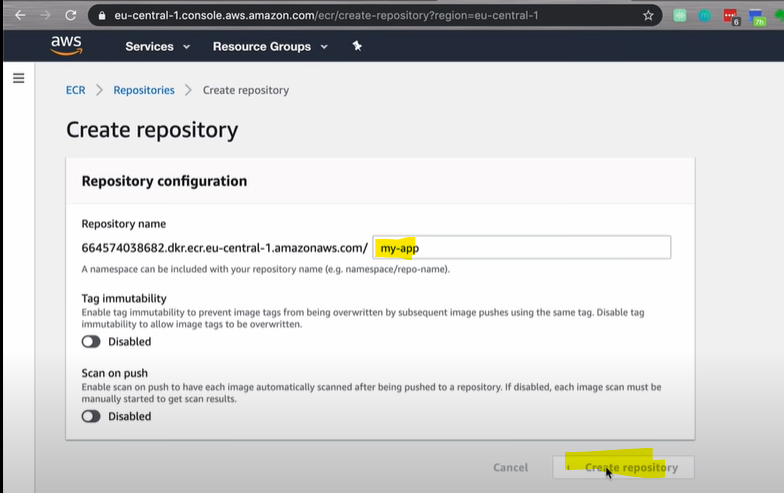 eu-central-1.console.aws.amazon.com/ecr/create-repository?region=eu-central-1
6
7h
aws
Services
Resource Groups
ECR > Repositories > Create repository
Create repository
Repository configuration
Repository name
664574038682.dkr.ecr.eu-central-1.amazonaws.com/ my-app
A namespace can be included with your repository name (e.g. namespace/repo-name).
Tag immutability
Enable tag immutability to prevent image tags from being overwritten by subsequent image pushes using the same tag. Disable tag
immutability to allow image tags to be overwritten.
Disabled
Scan on push
Enable scan on push to have each image automatically scanned after being pushed to a repository. If disabled, each image scan must be
manually started to get scan results.
Disabled
Cancel
Create repository